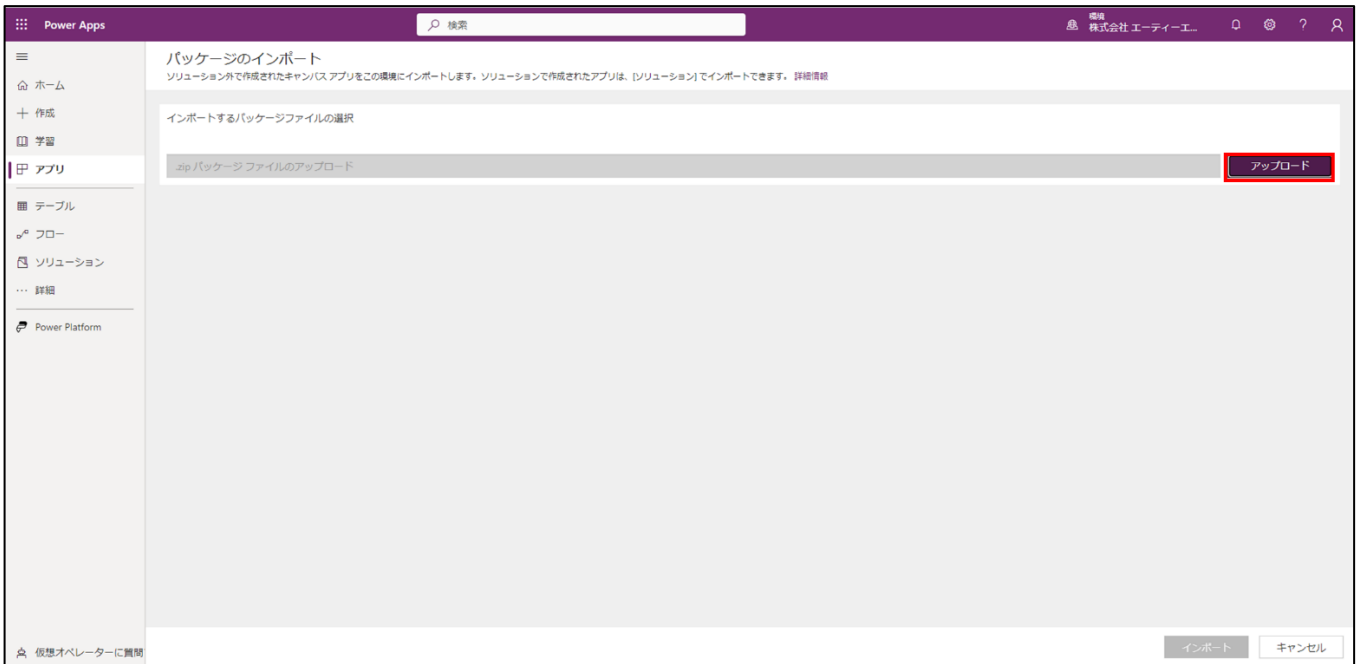 Power Apps
検索
環境
株式会社 エーティーエ...
?
ホーム
作成
学習
アプリ
テーブル
フロー
ソリューション
詳細
Power Platform
仮想オペレーターに質問
パッケージのインポート
ソリューション外で作成されたキャンバス アプリをこの環境にインポートします。ソリューションで作成されたアプリは、[ソリューション] でインポートできます。 詳細情報
インポートするパッケージファイルの選択
.zip パッケージ ファイルのアップロード
アップロード
インポート
キャンセル